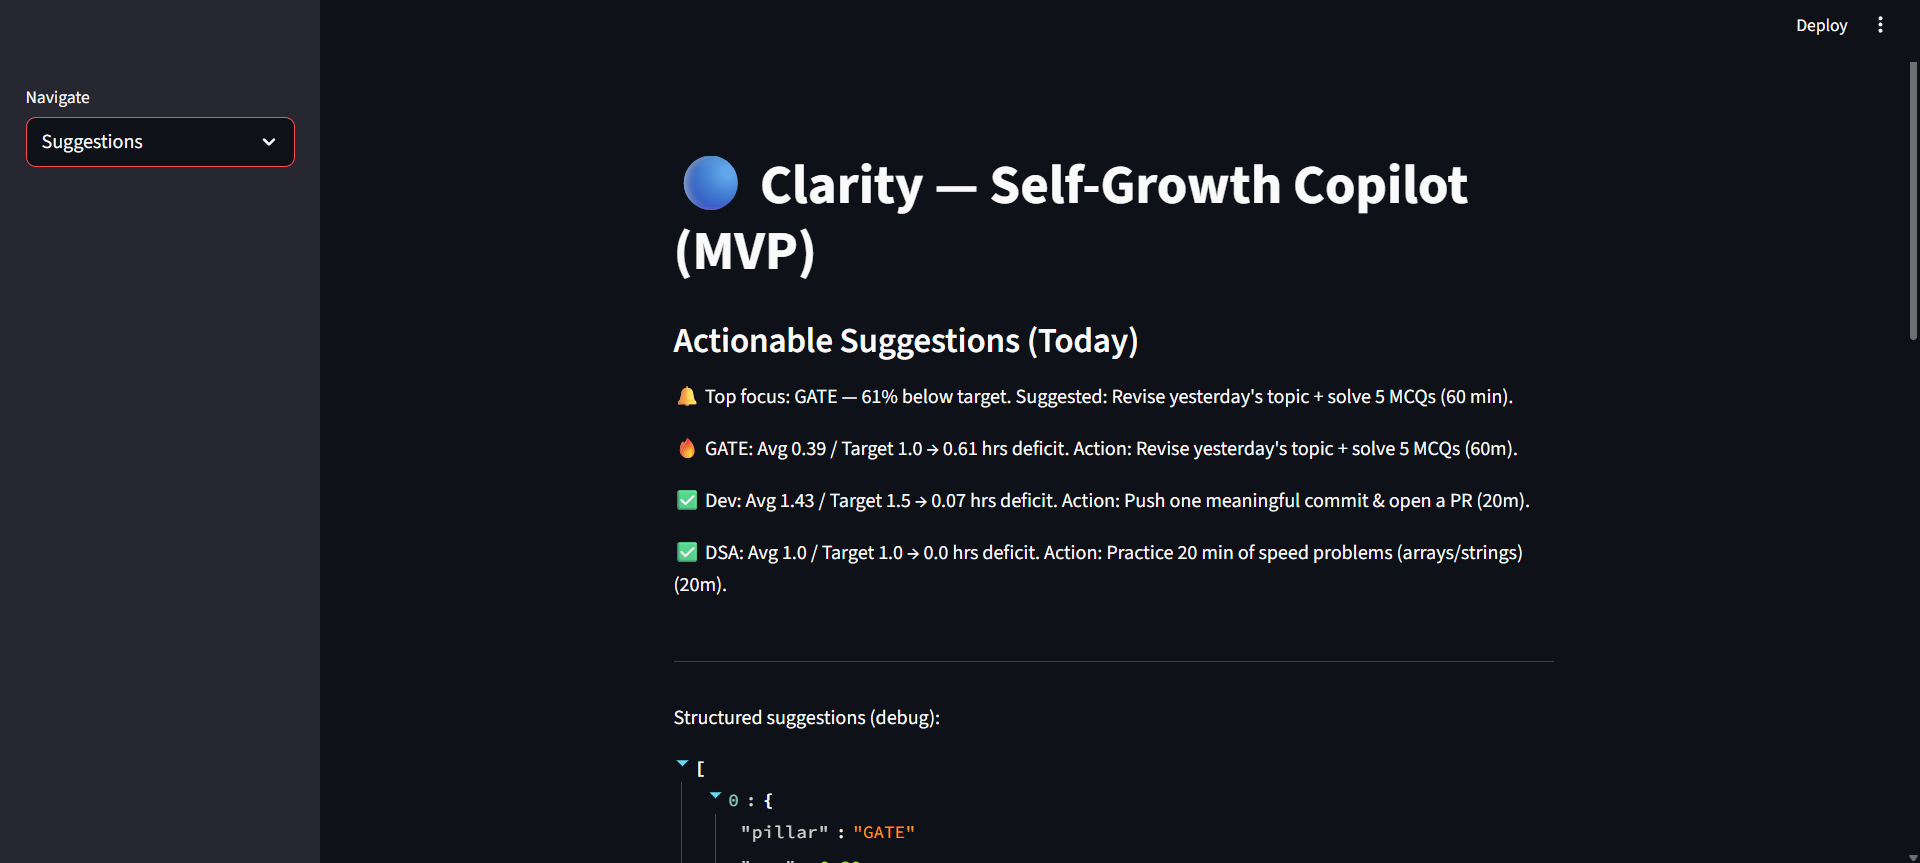 Deploy
Navigate
Suggestions
Clarity — Self-Growth Copilot
(MVP)
Actionable Suggestions (Today)
Top focus: GATE — 61% below target. Suggested: Revise yesterday's topic + solve 5 MCQs (60 min).
GATE: Avg 0.39 / Target 1.0 → 0.61 hrs deficit. Action: Revise yesterday's topic + solve 5 MCQs (60m).
Dev: Avg 1.43 / Target 1.5 → 0.07 hrs deficit. Action: Push one meaningful commit & open a PR (20m).
DSA: Avg 1.0 / Target 1.0 → 0.0 hrs deficit. Action: Practice 20 min of speed problems (arrays/strings)
(20m).
Structured suggestions (debug):
[
0 : {
"pillar" : "GATE"